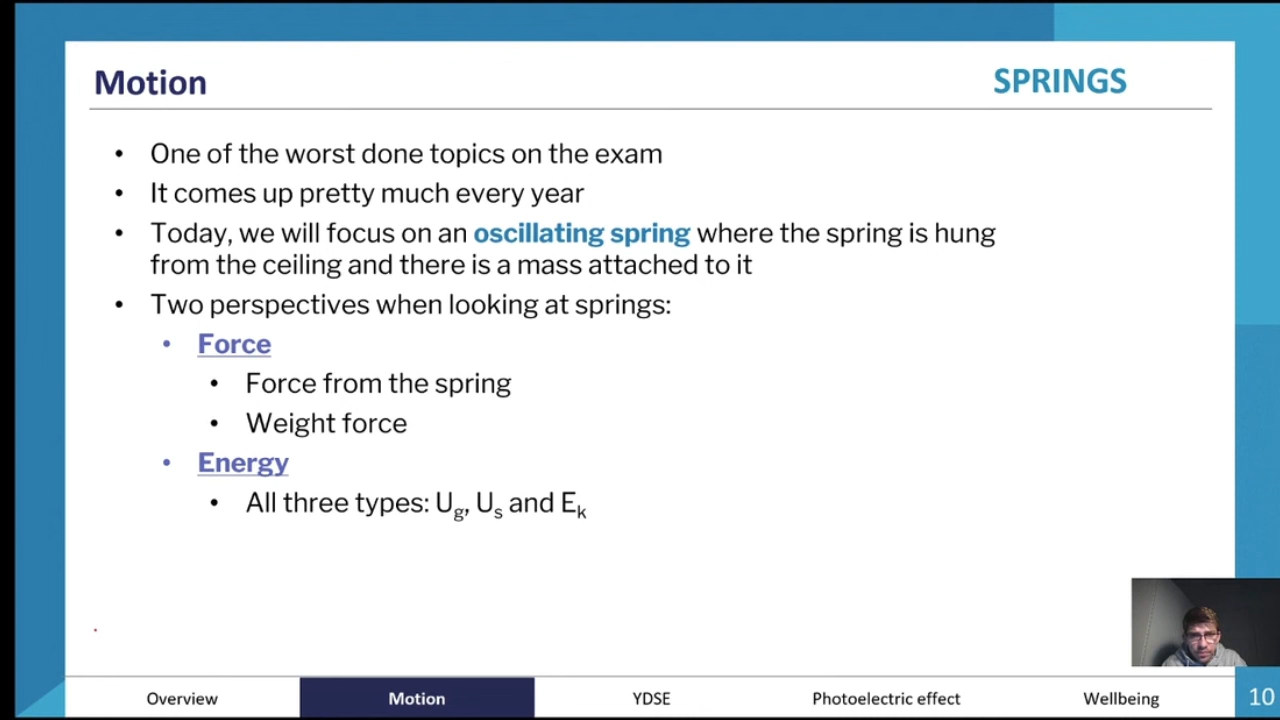 Motion
SPRINGS
• One of the worst done topics on the exam
• It comes up pretty much every year
• Today, we will focus on an oscillating spring where the spring is hung
from the ceiling and there is a mass attached to it
• Two perspectives when looking at springs:
• Force
• Force from the spring
• Weight force
• Energy
• All three types: Ug, Us and Ek
Overview
Motion
YDSE
Photoelectric effect
Wellbeing
10